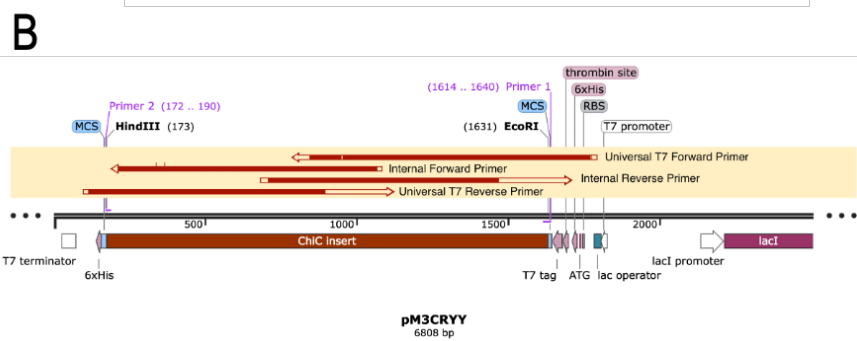 B
thrombin site
(1614 .. 1640) Primer 1
6xHis
Primer 2 (172 .. 190)
MCS
RBS
MCS
HindIII (173)
(1631) EcoRI
T7 promoter
Universal T7 Forward Primer
Internal Forward Primer
Internal Reverse Primer
Universal T7 Reverse Primer
500
1000
1500
2000
ChiC insert
lacI
T7 terminator
6xHis
T7 tag
ATG
lac operator
lacI promoter
pM3CRYY
6808 bp